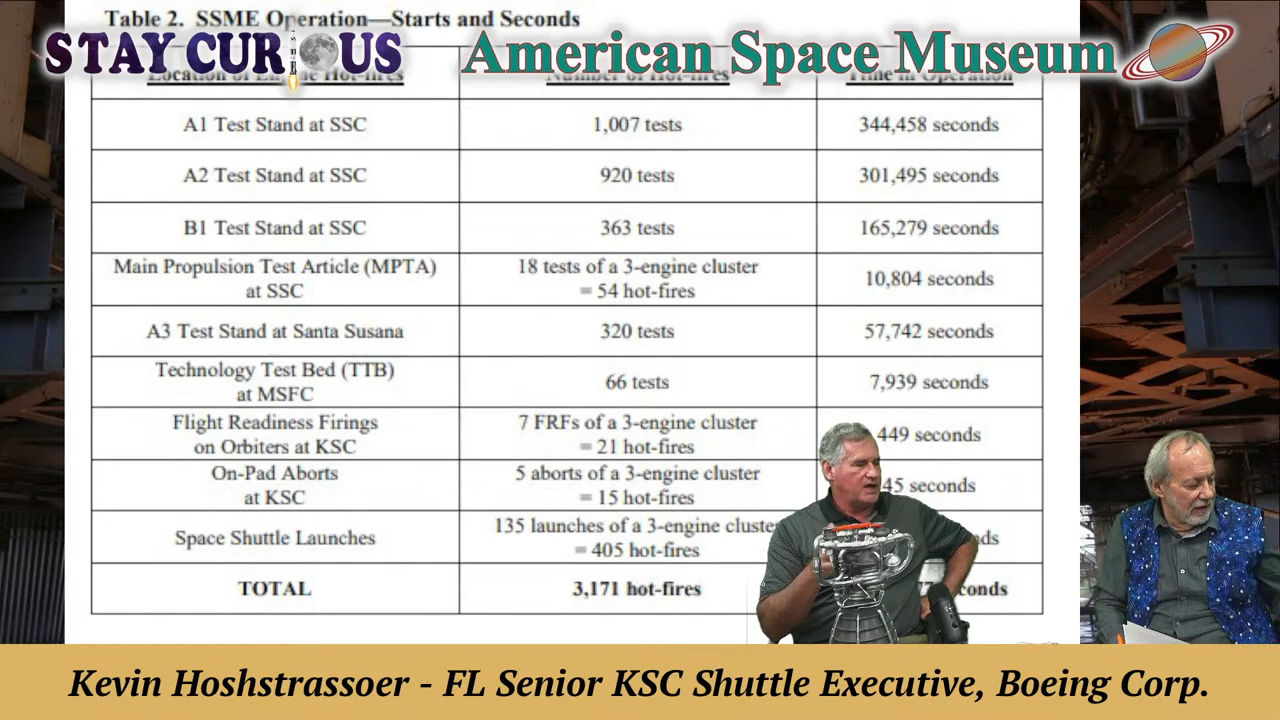 Table 2. SSME Operation—Starts and Seconds
STAY CURIOUS
American Space Museum
A1 Test Stand at SSC
1,007 tests
344,458 seconds
A2 Test Stand at SSC
920 tests
301,495 seconds
B1 Test Stand at SSC
363 tests
165,279 seconds
Main Propulsion Test Article (MPTA)
at SSC
18 tests of a 3-engine cluster
= 54 hot-fires
10,804 seconds
A3 Test Stand at Santa Susana
320 tests
57,742 seconds
Technology Test Bed (TTB)
at MSFC
66 tests
7,939 seconds
Flight Readiness Firings
on Orbiters at KSC
7 FRFs of a 3-engine cluster
= 21 hot-fires
449 seconds
On-Pad Aborts
at KSC
5 aborts of a 3-engine cluster
= 15 hot-fires
45 seconds
Space Shuttle Launches
135 launches of a 3-engine cluster
= 405 hot-fires
TOTAL
3,171 hot-fires
Kevin Hoshstrassoer - FL Senior KSC Shuttle Executive, Boeing Corp.